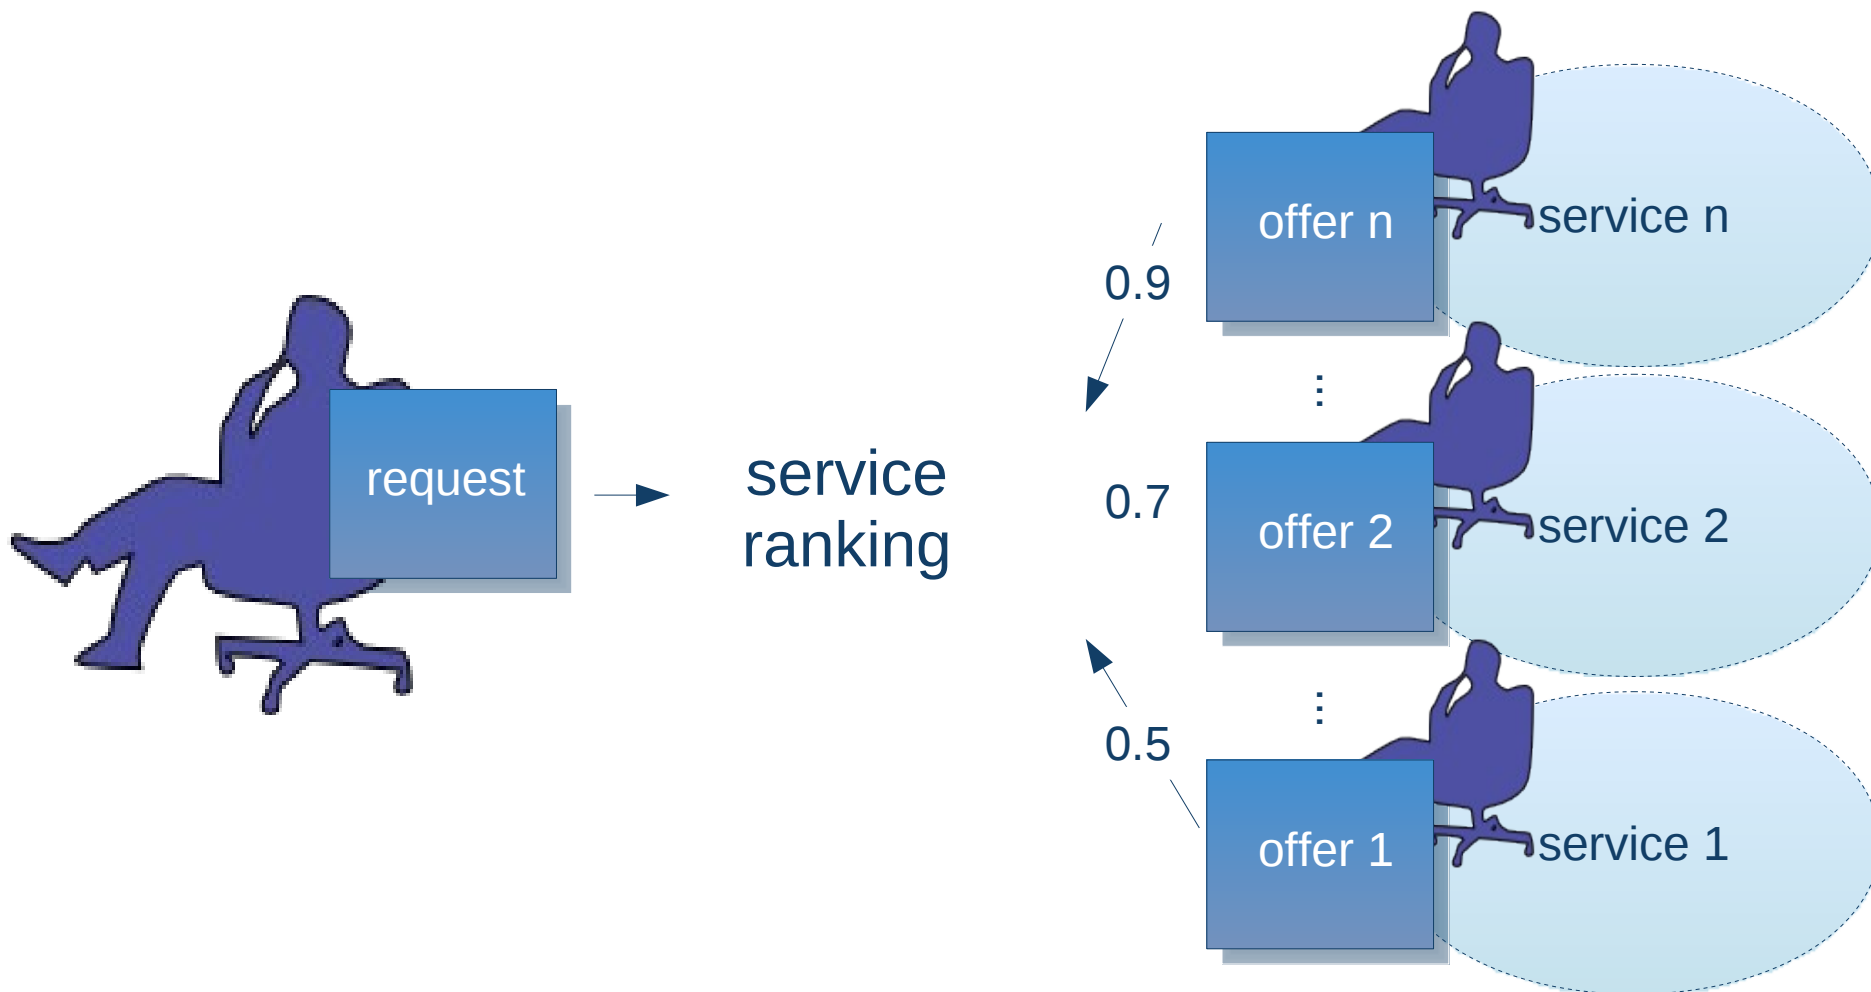 offer n
service n
0.9
...
request
service
ranking
0.7
offer 2
service 2
...
0.5
offer 1
service 1